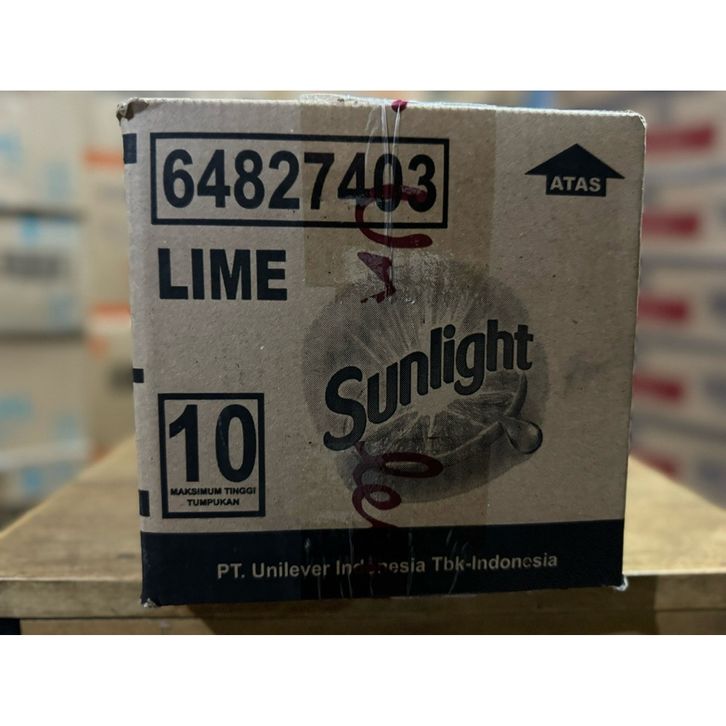 64827403
ATAS
LIME
Sunlight
10
MAKSIMUM TINGGI
TUMPUKAN
PT. Unilever Indonesia Tbk-Indonesia